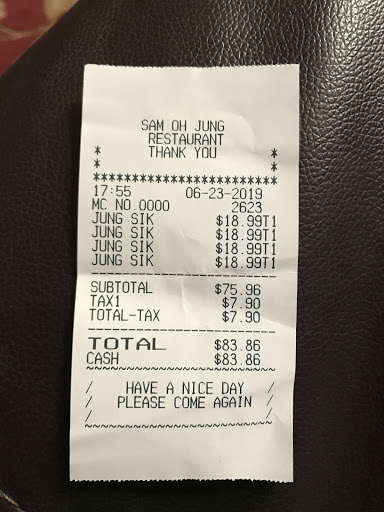 SAM OH JUNG
RESTAURANT
* THANK YOU *
* *
***************************
17:55 06-23-2019
MC NO.0000 2623
JUNG SIK $18.99T1
JUNG SIK $18.99T1
JUNG SIK $18.99T1
JUNG SIK $18.99T1
---------------------------
SUBTOTAL $75.96
TAX1 $7.90
TOTAL-TAX $7.90
---------------------------
TOTAL $83.86
CASH $83.86
~~~~~~~~~~~~~~~~~~~~~~~~~~~
/ HAVE A NICE DAY /
/ PLEASE COME AGAIN /
/ /
~~~~~~~~~~~~~~~~~~~~~~~~~~~